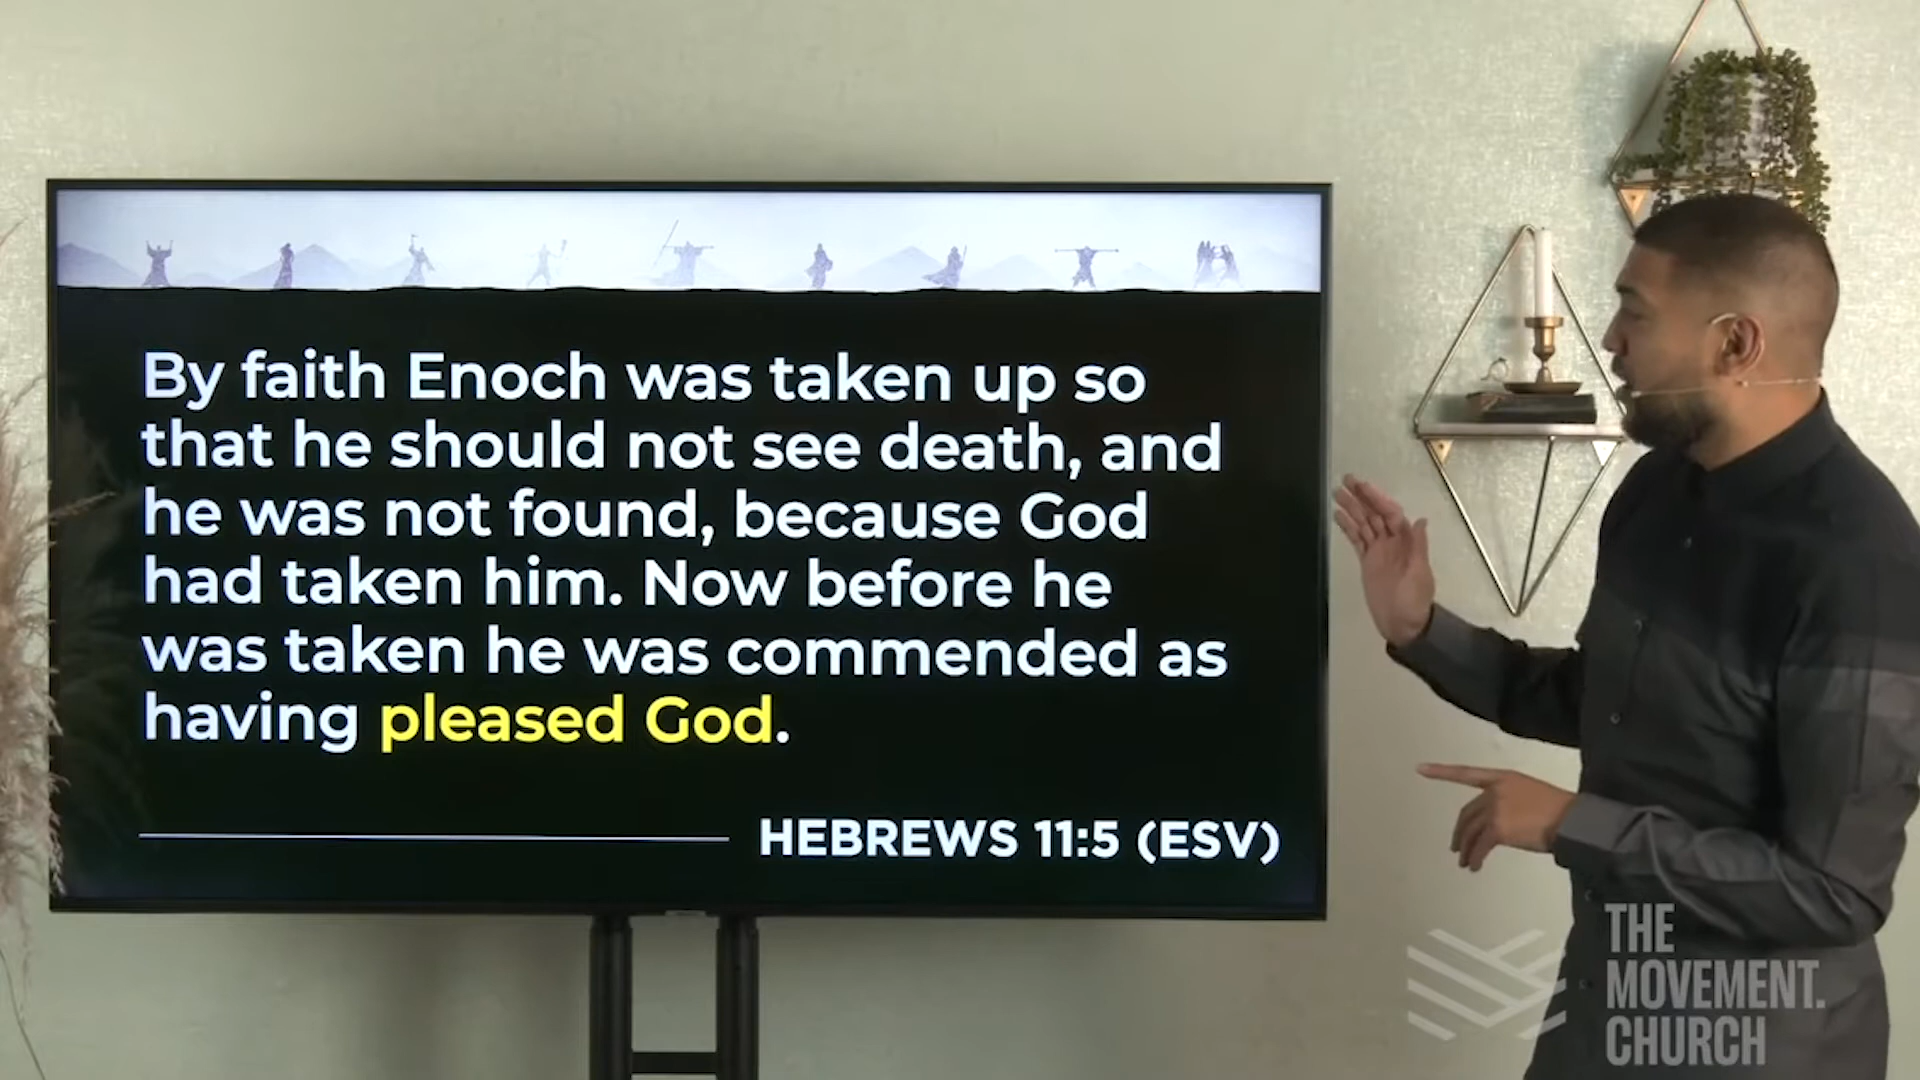 By faith Enoch was taken up so
that he should not see death, and
he was not found, because God
had taken him. Now before he
was taken he was commended as
having pleased God.
HEBREWS 11:5 (ESV)
THE
MOVEMENT.
CHURCH